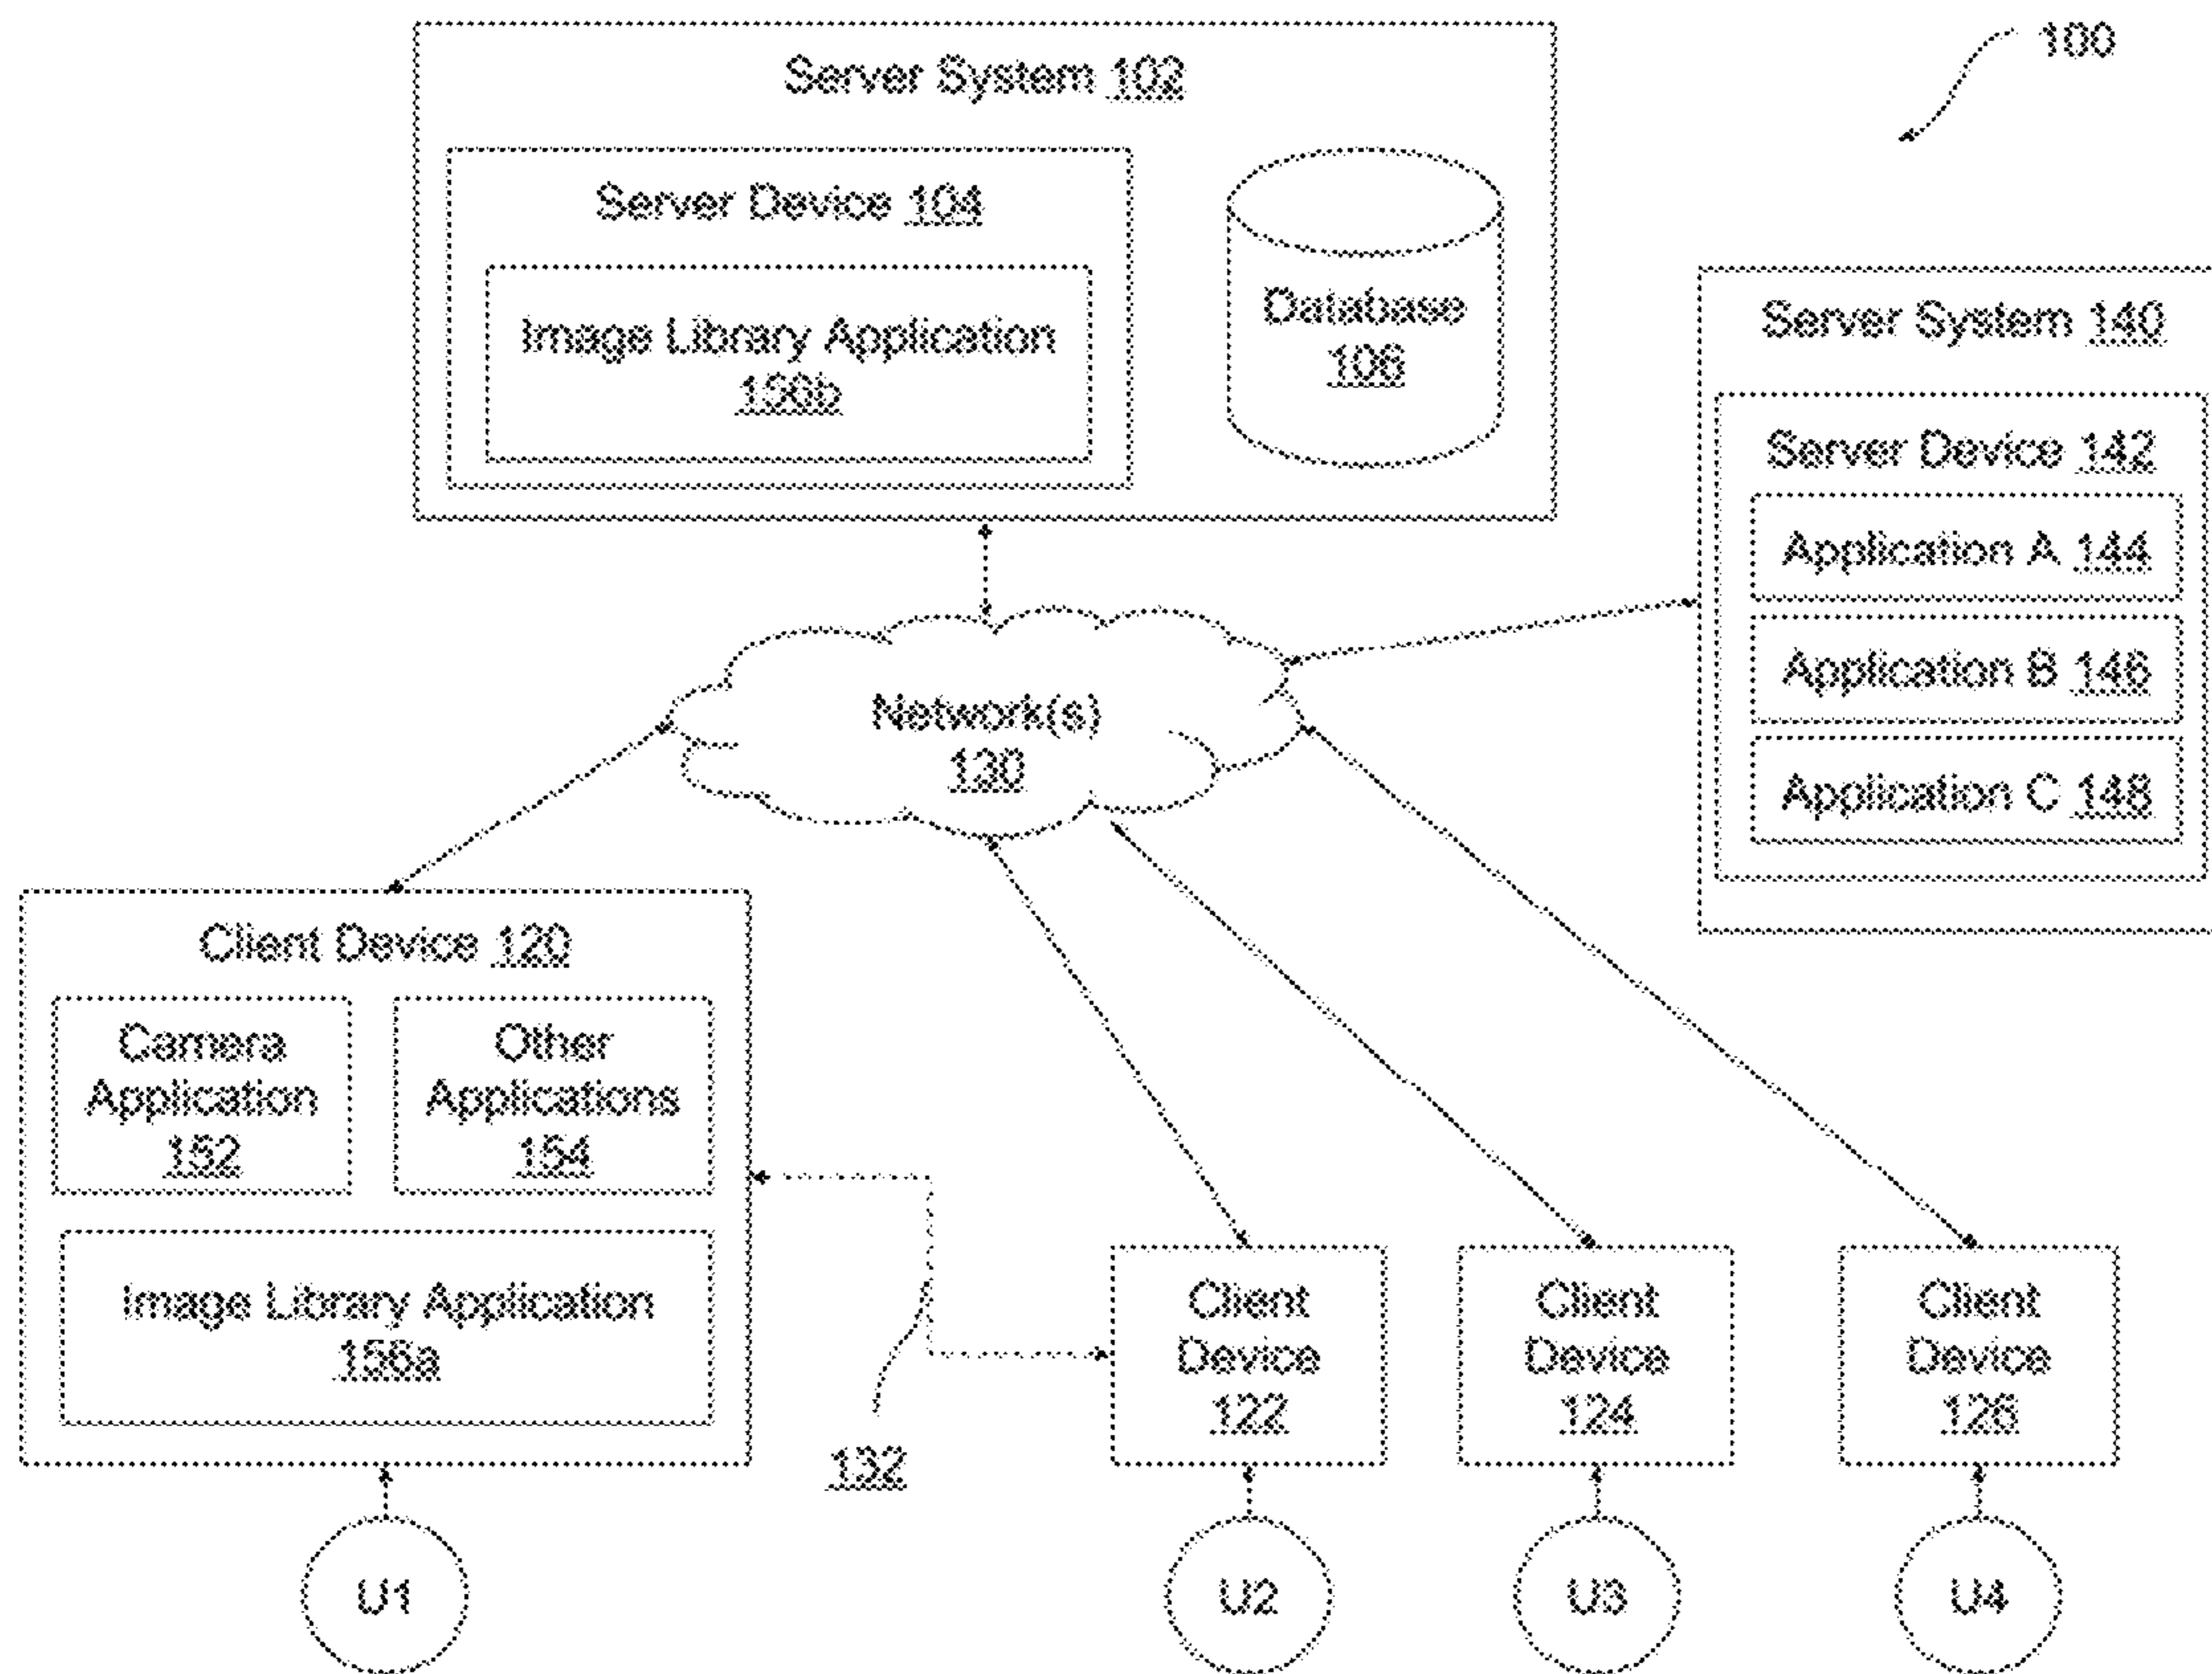 100
Server System 102
Server Device 104
Image Library Application
156b
Database
106
Server System 140
Server Device 142
Application A 144
Application B 146
Application C 148
Network(s)
130
Client Device 120
Camera
Application
152
Other
Applications
154
Image Library Application
156a
132
Client
Device
122
Client
Device
124
Client
Device
126
U1
U2
U3
U4